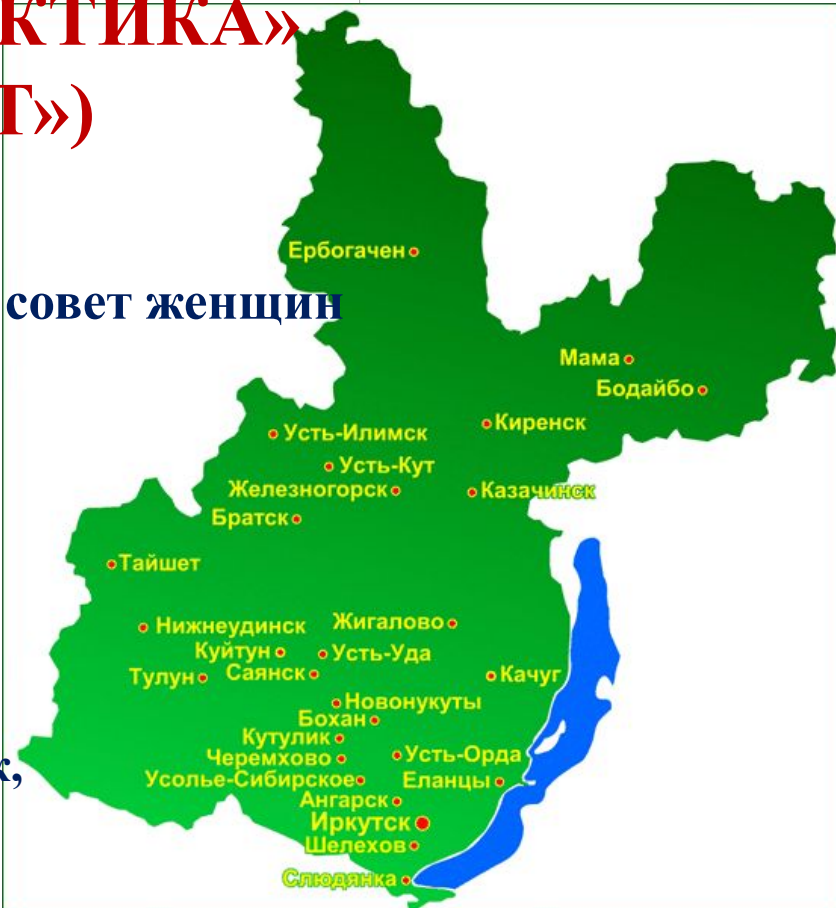 КТИКА»
Т»)
Ербогачен
совет женщин
Мама
Бодайбо
Киренск
Усть-Илимск
Усть-Кут
Железногорск
Казачинск
Братск
Тайшет
Жигалово
Нижнеудинск
Куйтун
Усть-Уда
Тулун
Саянск
Качуг
Новонукуты
Бохан
Кутулик
Усть-Орда
Черемхово
Усолье-Сибирское
Еланцы
Ангарск
Иркутск
Шелехов
Слюдянка